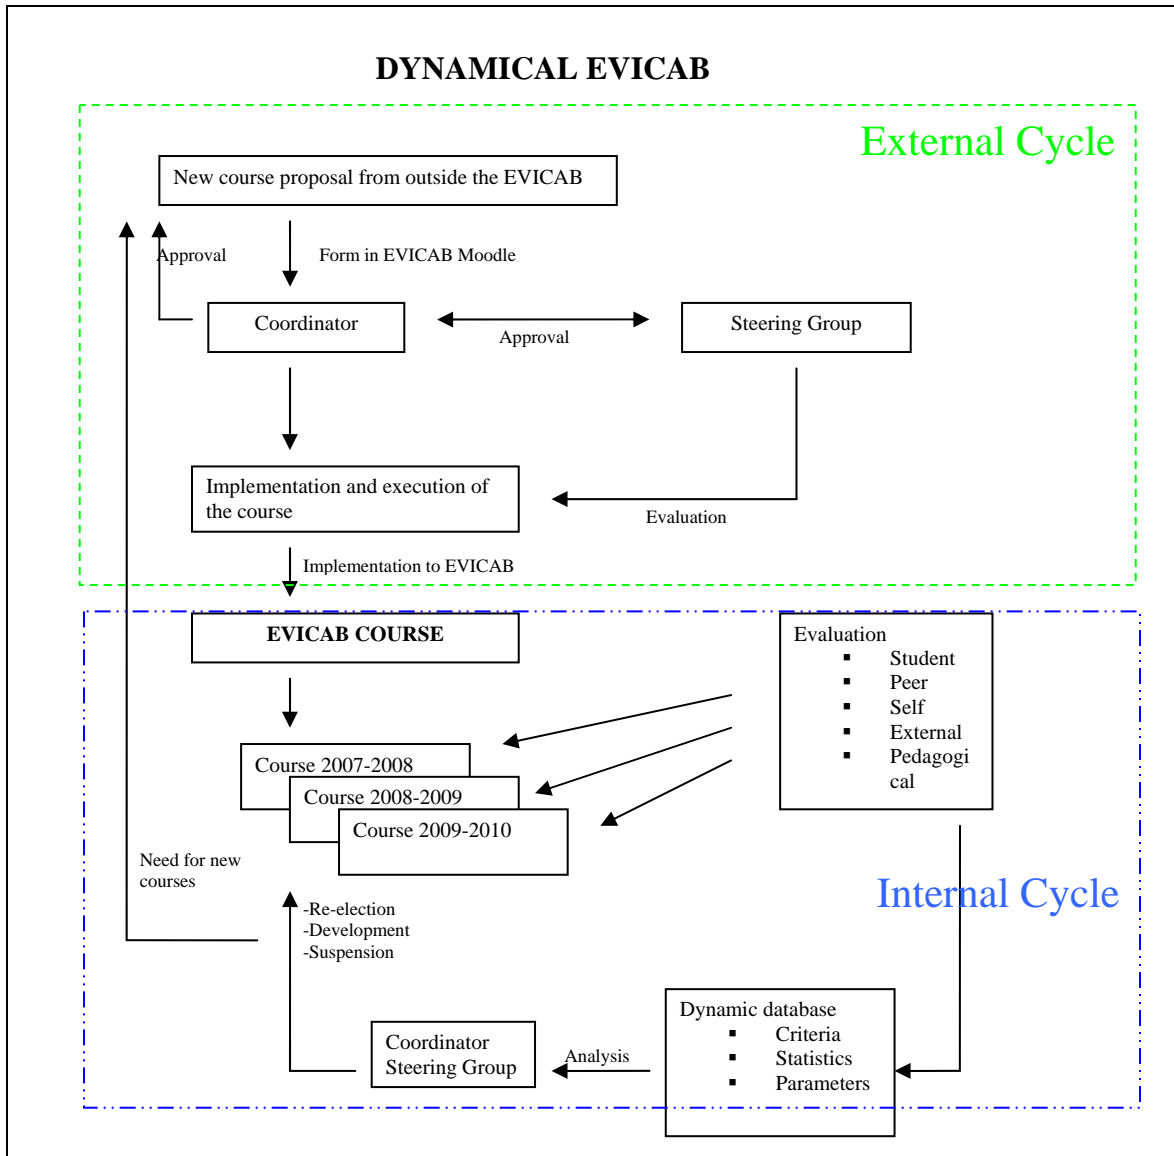 DYNAMICAL EVICAB
External Cycle
New course proposal from outside the EVICAB
Approval
Form in EVICAB Moodle
Coordinator
Approval
Steering Group
Implementation and execution of
the course
Evaluation
Implementation to EVICAB
EVICAB COURSE
Evaluation
▪ Student
▪ Peer
▪ Self
▪ External
▪ Pedagogi
cal
Course 2007-2008
Course 2008-2009
Course 2009-2010
Need for new
courses
Internal Cycle
-Re-election
-Development
-Suspension
Dynamic database
▪ Criteria
▪ Statistics
▪ Parameters
Analysis
Coordinator
Steering Group